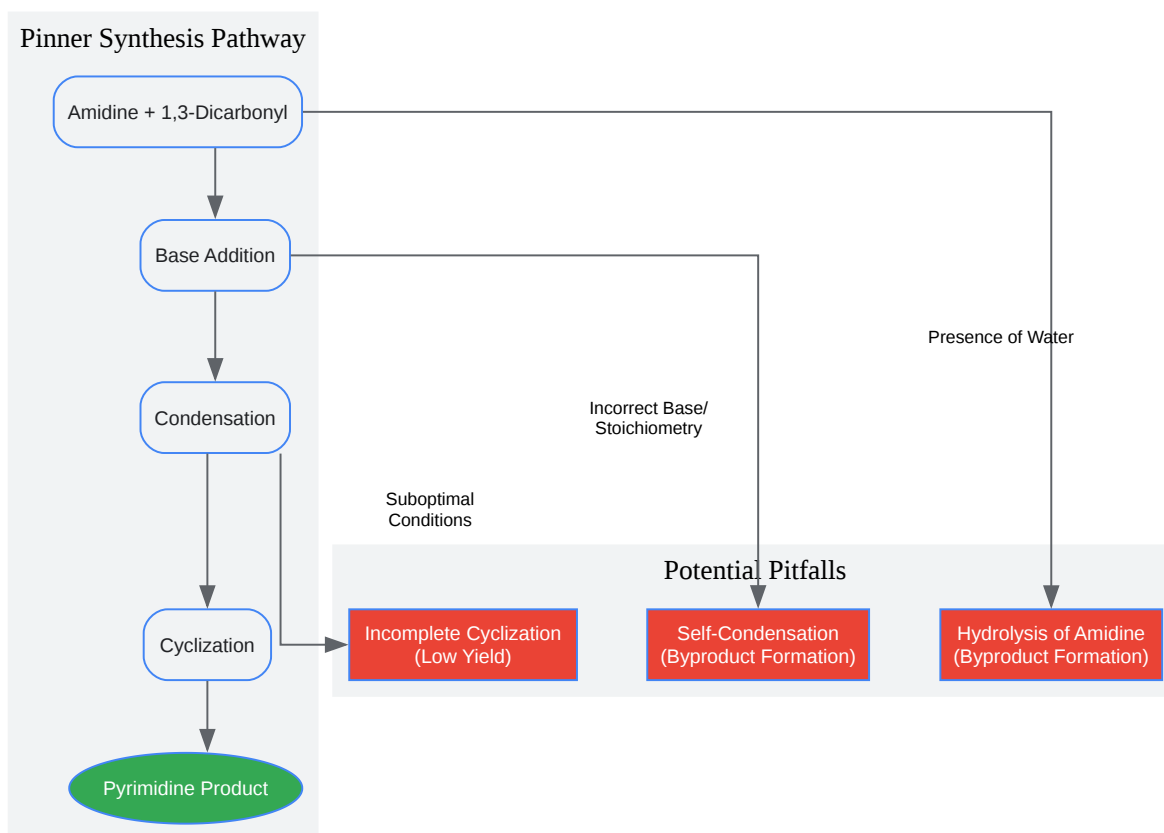 Pinner Synthesis Pathway
Amidine + 1,3-Dicarbonyl
Base Addition
Condensation
Cyclization
Pyrimidine Product
Presence of Water
Incorrect Base/
Stoichiometry
Suboptimal
Conditions
Potential Pitfalls
Incomplete Cyclization
(Low Yield)
Self-Condensation
(Byproduct Formation)
Hydrolysis of Amidine
(Byproduct Formation)